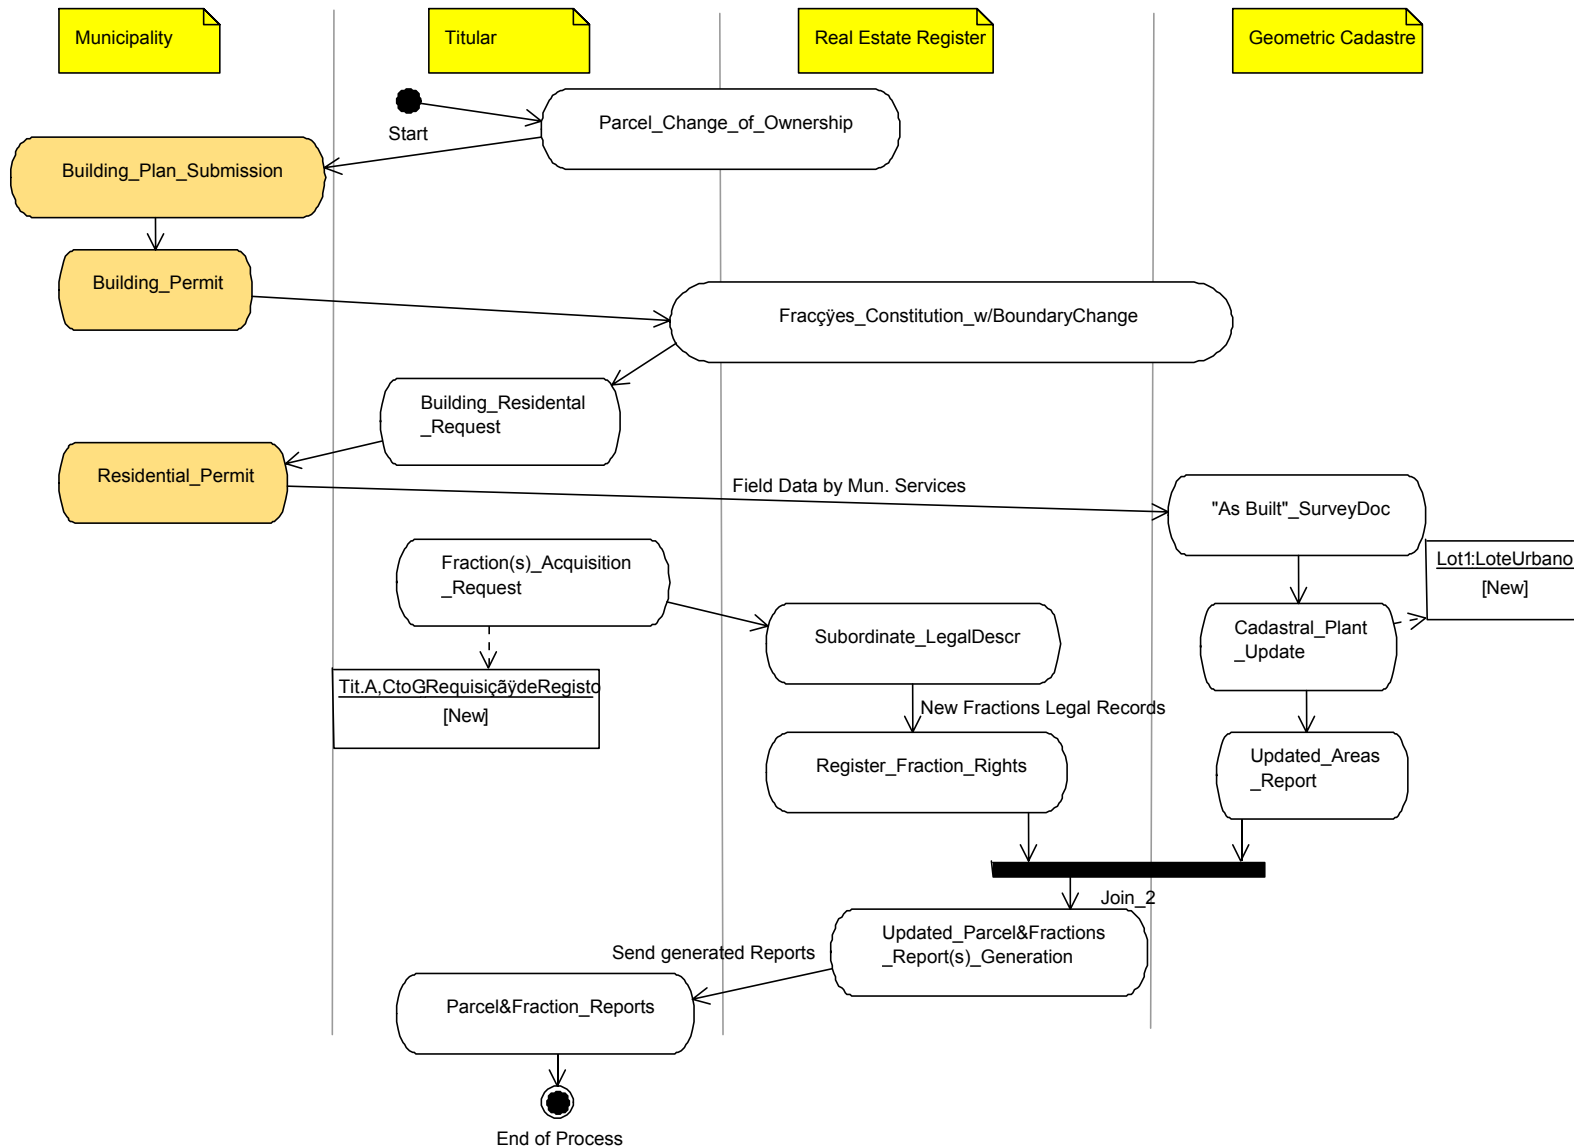 Municipality
Titular
Real Estate Register
Geometric Cadastre
Start
Parcel_Change_of_Ownership
Building_Plan_Submission
Building_Permit
Fracçÿes_Constitution_w/BoundaryChange
Building_Residental
_Request
Residential_Permit
Field Data by Mun. Services
"As Built"_SurveyDoc
Fraction(s)_Acquisition
_Request
Lot1:LoteUrbano
[New]
Subordinate_LegalDescr
Cadastral_Plant
_Update
Tit.A,CtoGRequisiçãÿdeRegisto
[New]
New Fractions Legal Records
Register_Fraction_Rights
Updated_Areas
_Report
Join_2
Updated_Parcel&Fractions
_Report(s)_Generation
Send generated Reports
Parcel&Fraction_Reports
End of Process